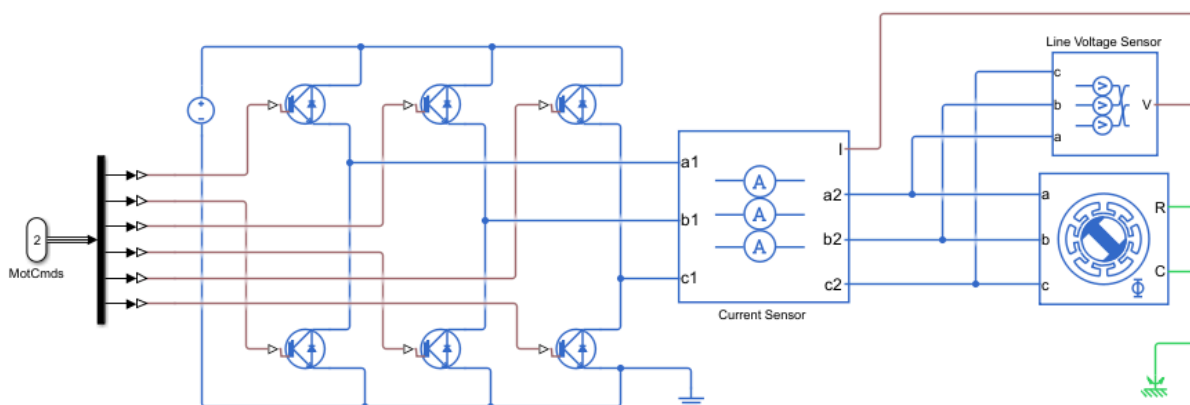 Line Voltage Sensor
c
b
a
V
2
MotCmds
+
-
a1
b1
c1
A
A
A
I
a2
b2
c2
Current Sensor
V
V
V
a
b
c
R
C
Φ